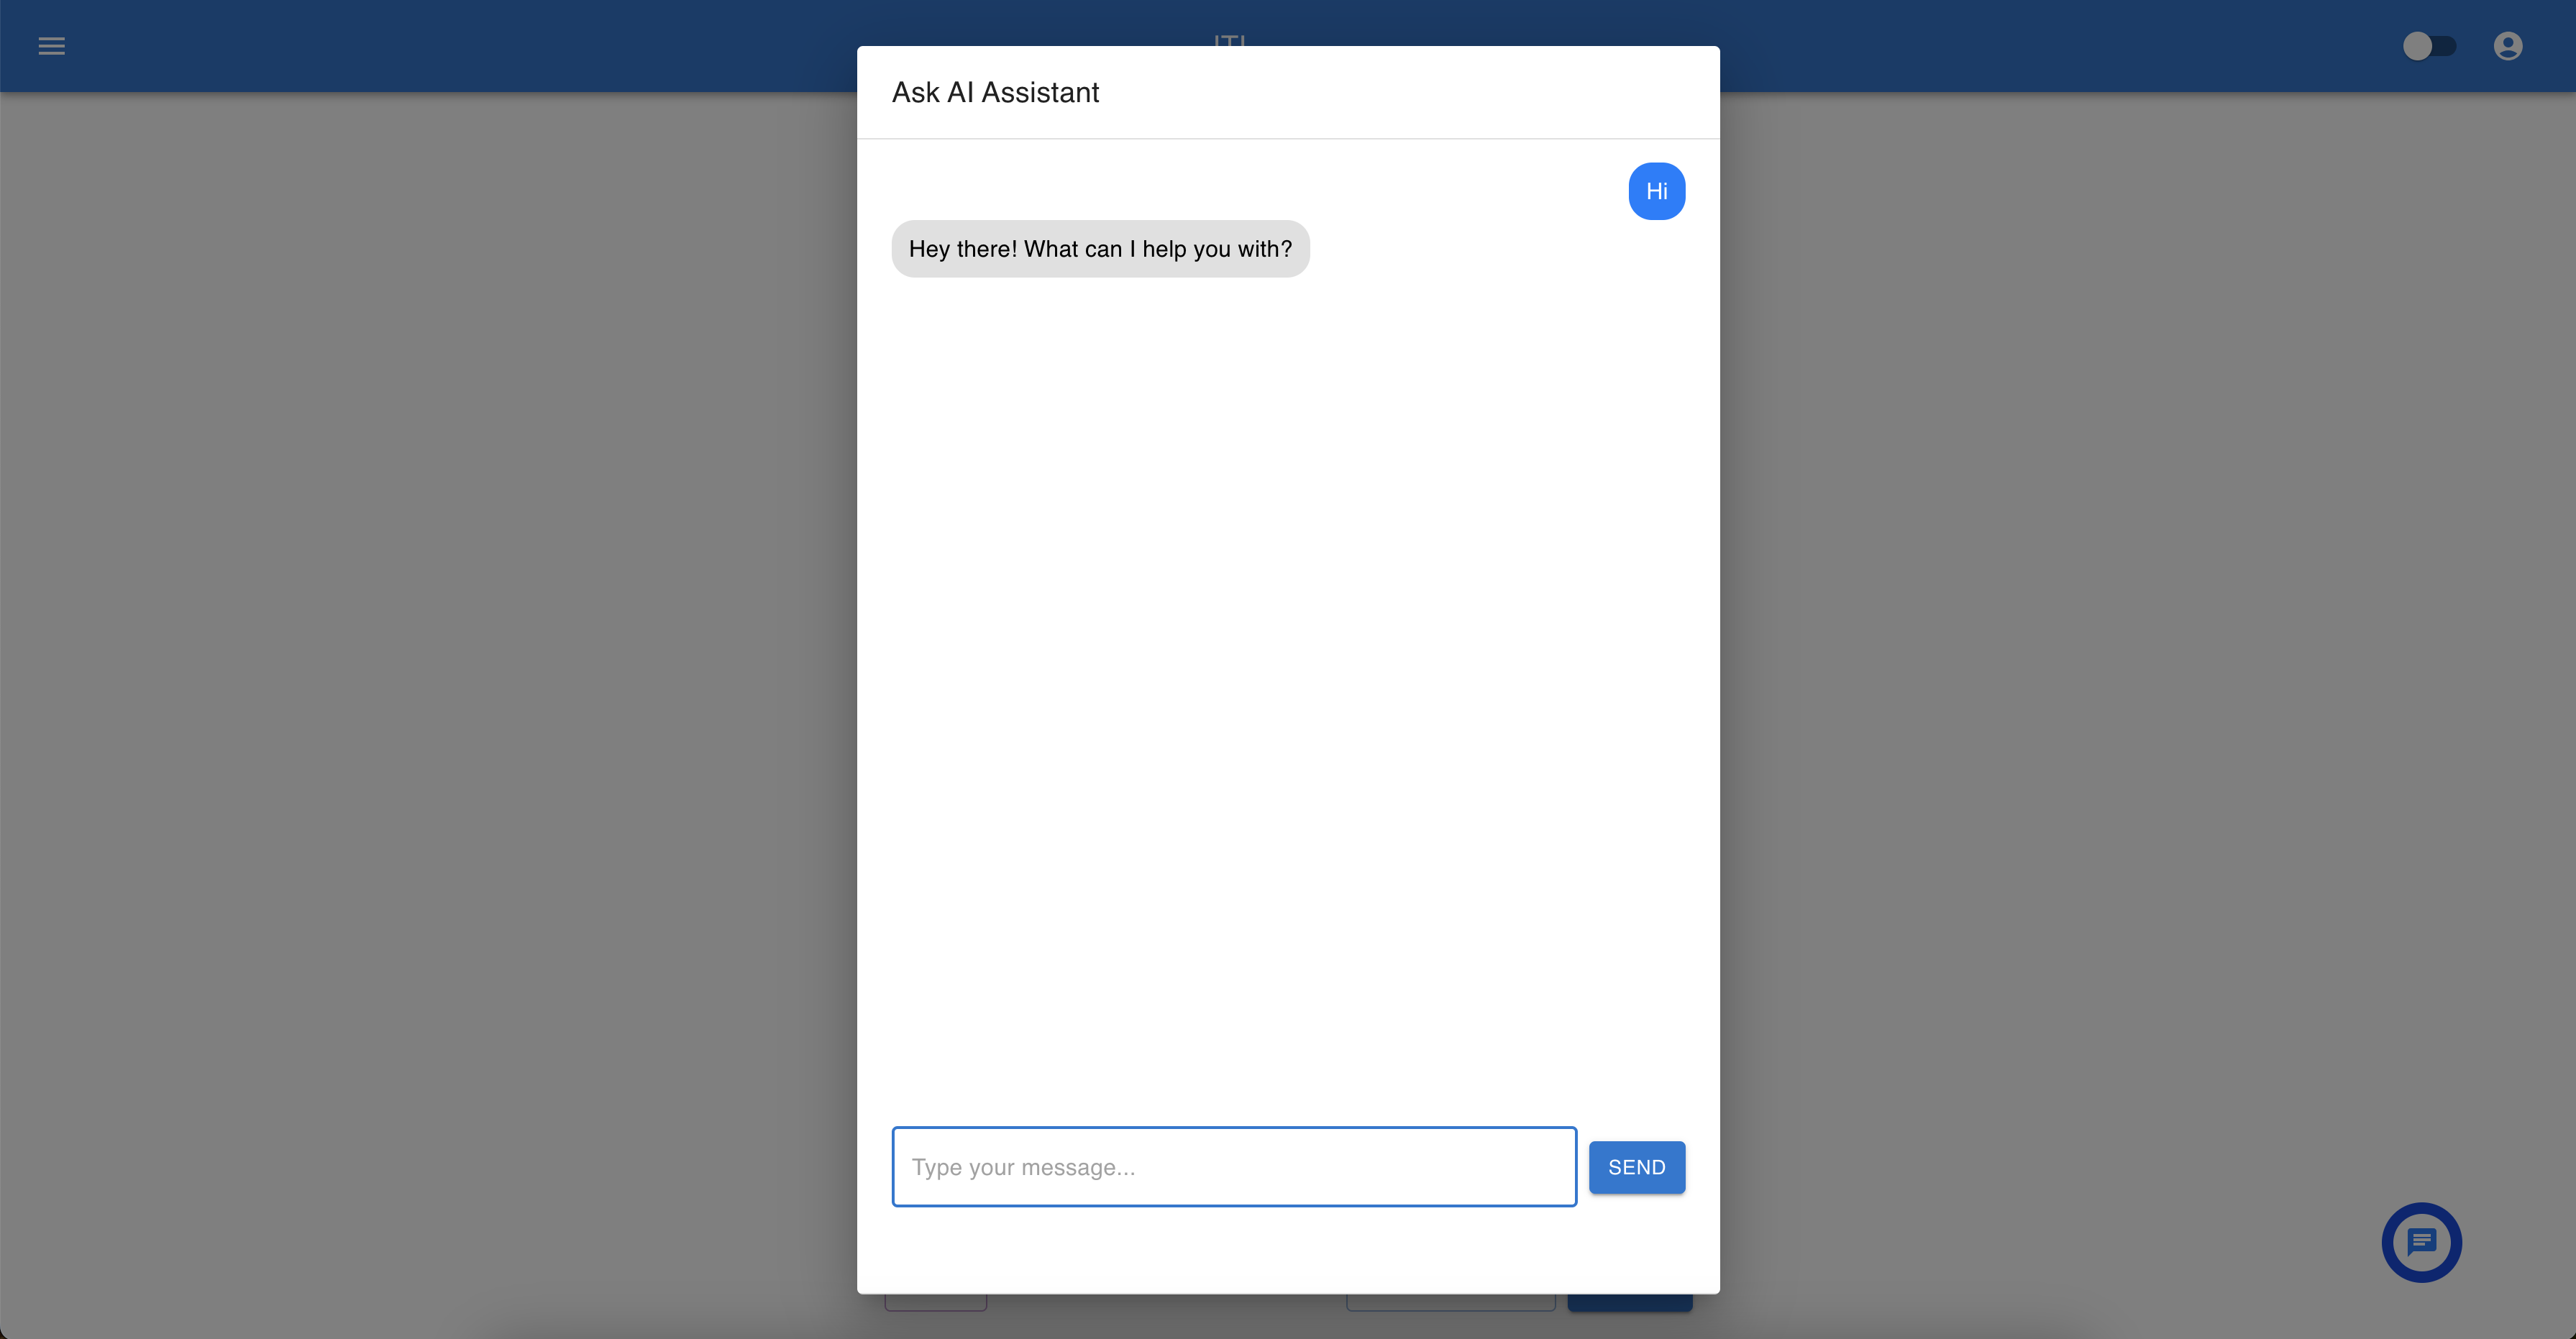 Ask AI Assistant
Hi
Hey there! What can I help you with?
Type your message...
SEND